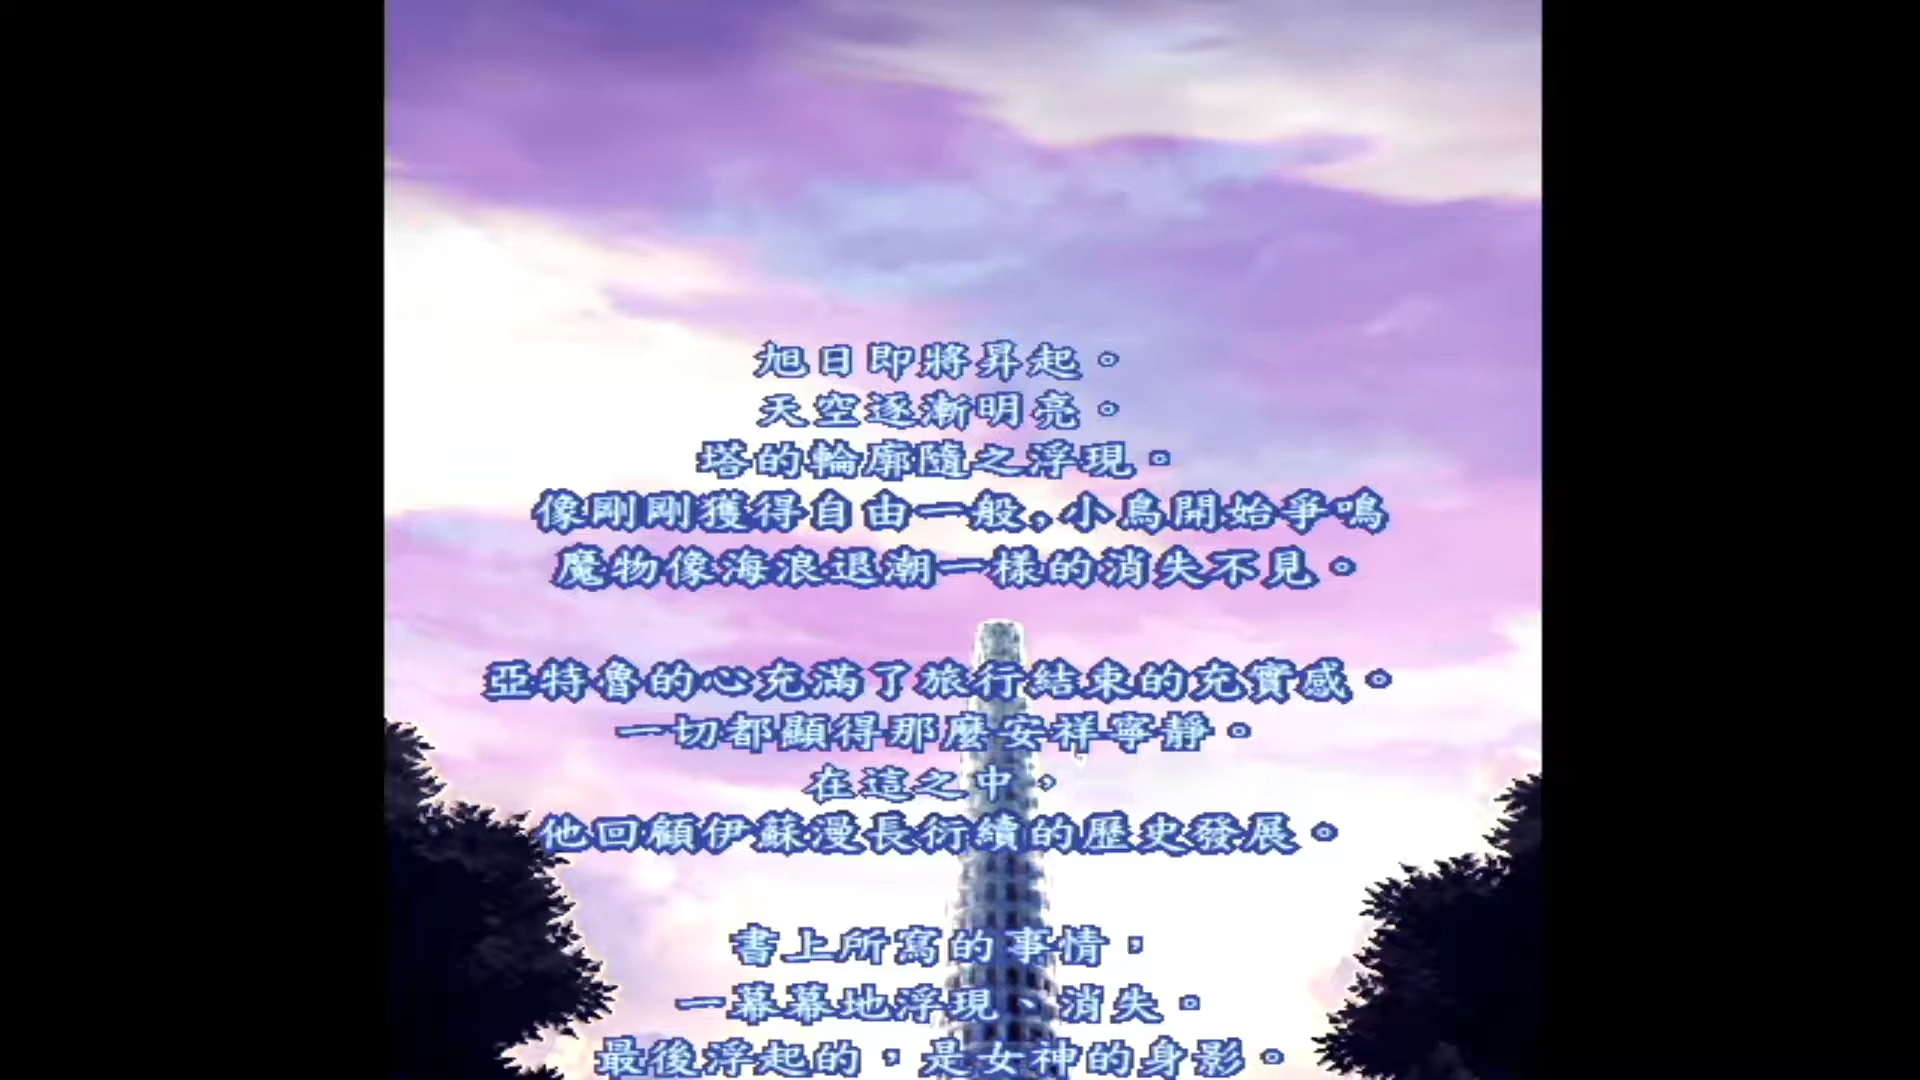 旭日即將昇起。
天空逐漸明亮。
塔的輪廓隨之浮現。
像剛剛獲得自由一般,小鳥開始爭鳴
魔物像海浪退潮一樣的消失不見。
亞特魯的心充滿了旅行結束的充實感。
一切都顯得那麼安祥寧靜。
在這之中,
他回顧伊蘇漫長衍續的歷史發展。
書上所寫的事情,
一幕幕地浮現、消失。
最後浮起的,是女神的身影。